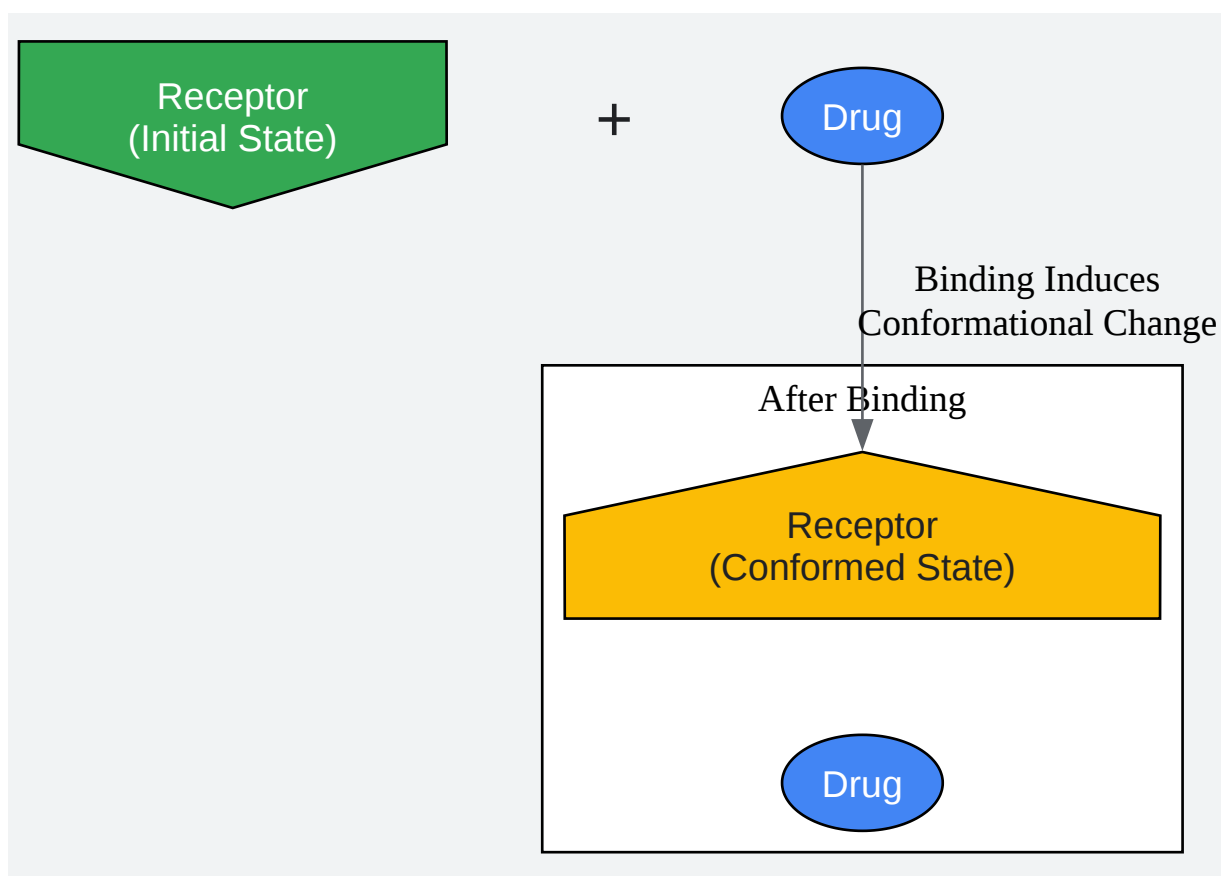 Receptor
(Initial State)
+
Drug
Binding Induces
Conformational Change
After Binding
Receptor
(Conformed State)
Drug